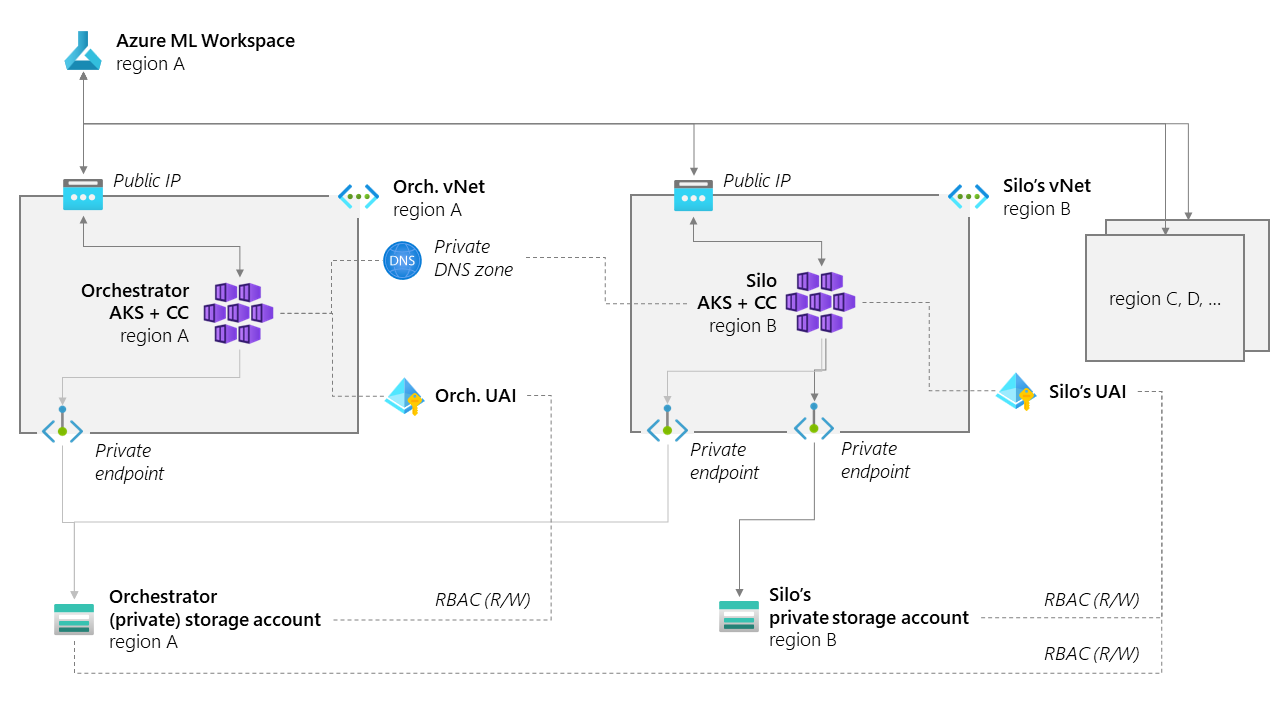 Azure ML Workspace
region A
Public IP
Orch. vNet
region A
Public IP
Silo's vNet
region B
Private
DNS zone
DNS
Orchestrator
AKS + CC
region A
Silo
AKS + CC
region B
region C, D, ...
Orch. UAI
Silo's UAI
Private
endpoint
Private
endpoint
Private
endpoint
Orchestrator
(private) storage account
region A
RBAC (R/W)
Silo's
private storage account
region B
RBAC (R/W)
RBAC (R/W)